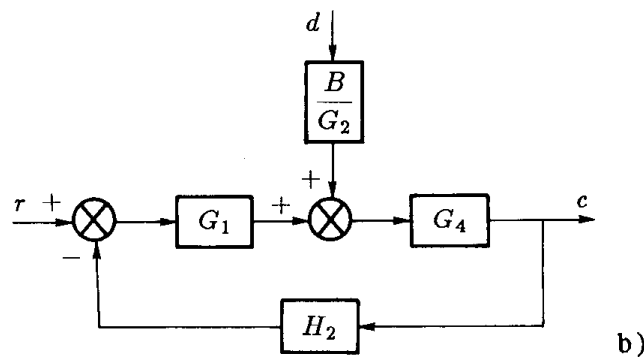 d
B
G₂
+
r +
G₁
+
G₄
c
−
H₂
b)